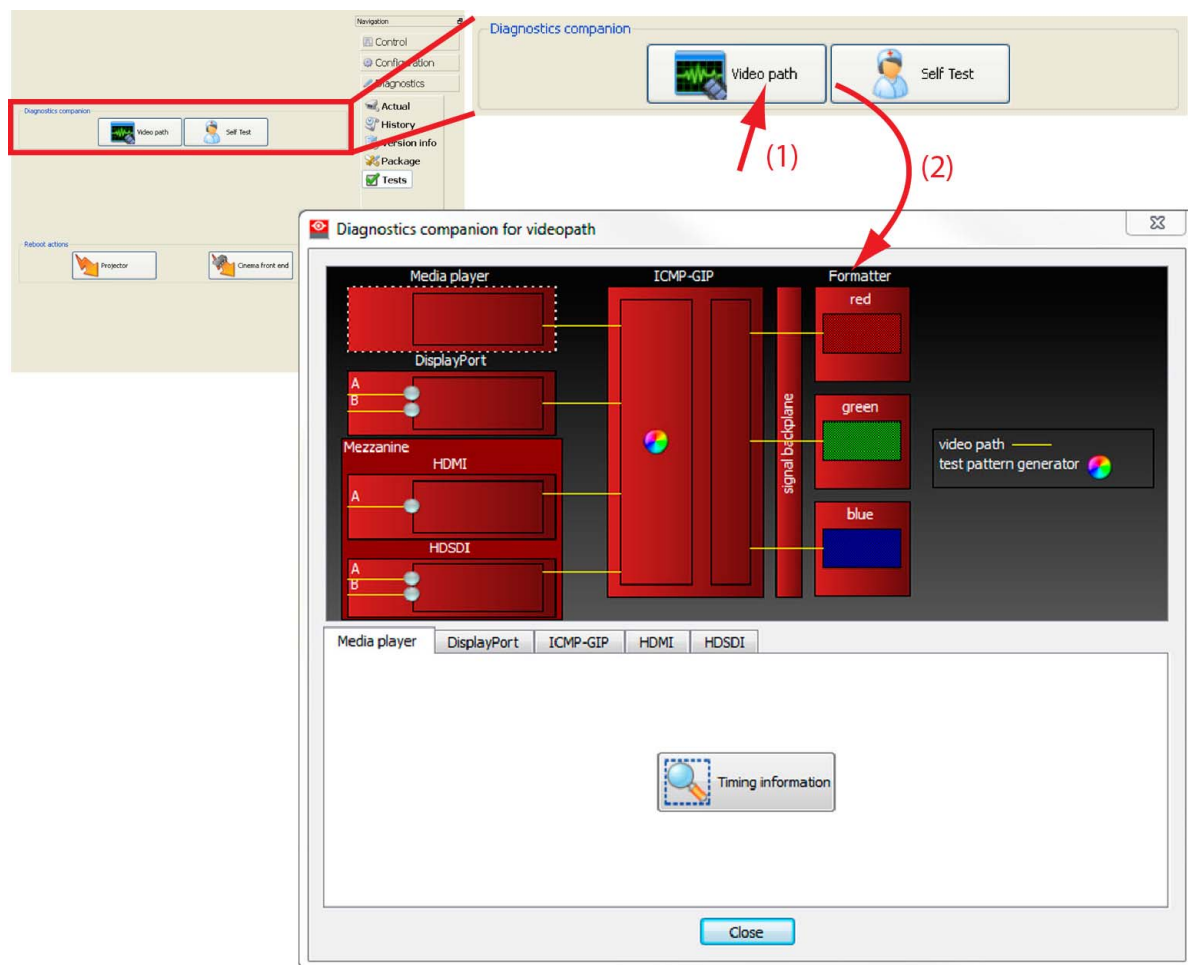 Navigation
Control
Configuration
Diagnostics
Actual
History
Version info
Package
Tests
Diagnostics companion
Video path
Self Test
Reboot actions
Projector
Cinema front end
Diagnostics companion
Video path
Self Test
(1)
(2)
Diagnostics companion for videopath
Media player
ICMP-GIP
Formatter
red
DisplayPort
A
B
green
signal backplane
Mezzanine
HDMI
A
video path
test pattern generator
blue
HDSDI
A
B
Media player
DisplayPort
ICMP-GIP
HDMI
HDSDI
Timing information
Close